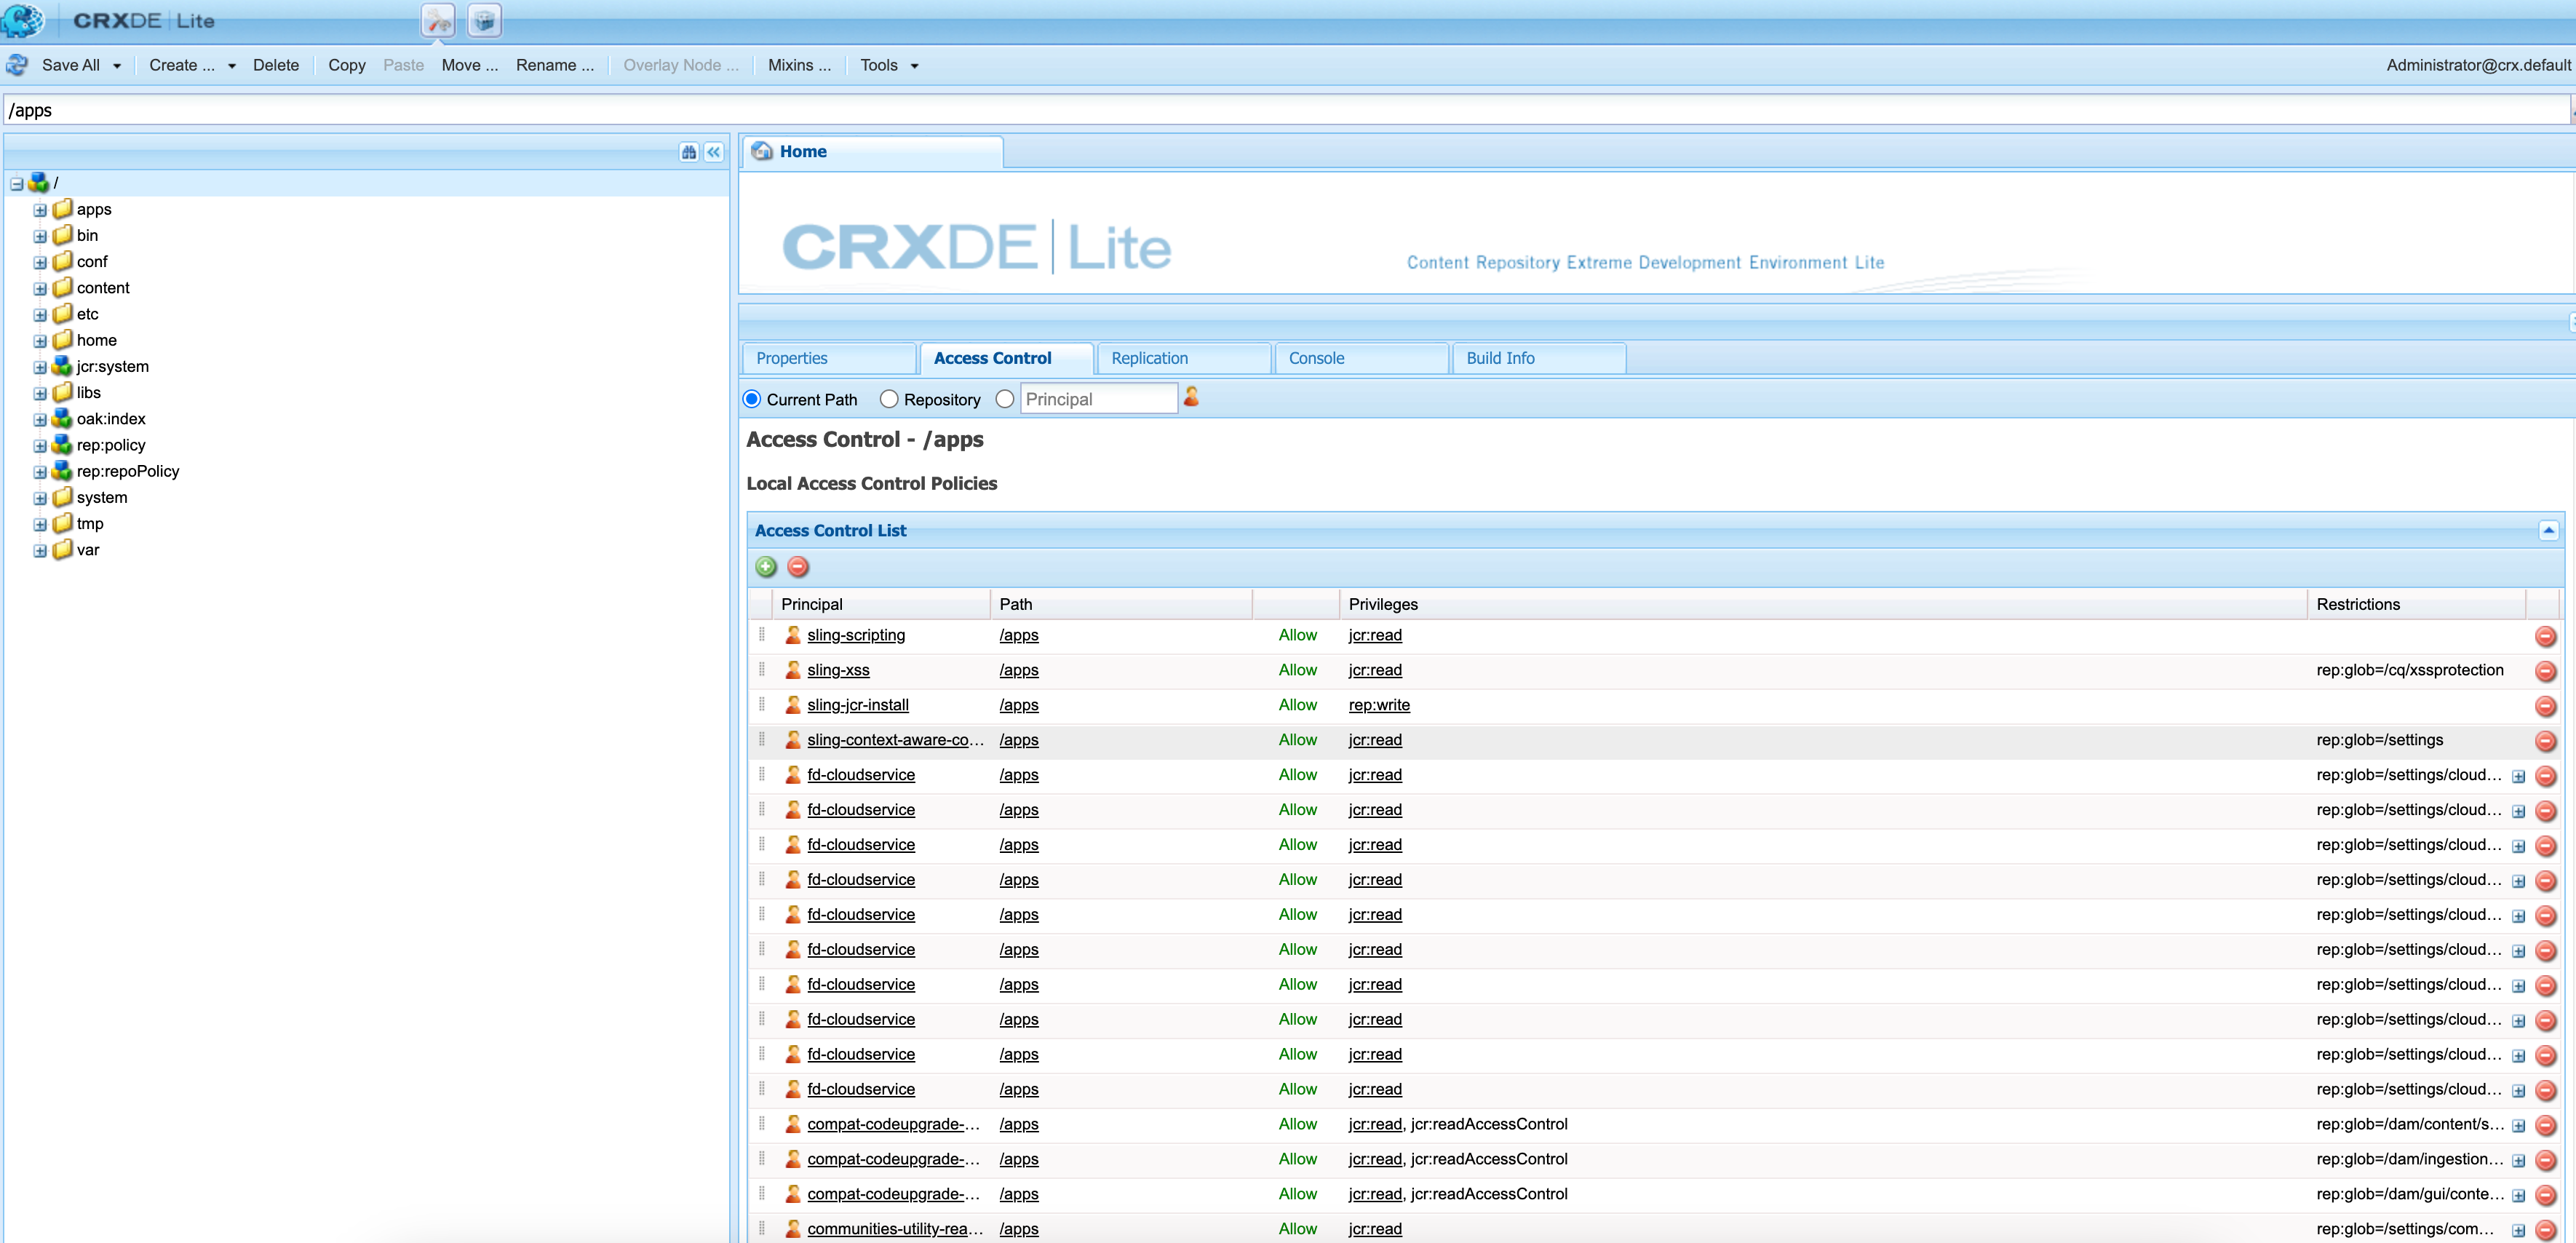 CRXDE | Lite
Save All Create ... Delete Copy Paste Move ... Rename ... Overlay Node ... Mixins ... Tools Administrator@crx.default
/apps
Home
/
apps
bin
conf
content
etc
home
jcr:system
libs
oak:index
rep:policy
rep:repoPolicy
system
tmp
var
CRXDE | Lite
Content Repository Extreme Development Environment Lite
Properties Access Control Replication Console Build Info
Current Path Repository Principal
Access Control - /apps
Local Access Control Policies
Access Control List
Principal Path Privileges Restrictions
sling-scripting /apps Allow jcr:read
sling-xss /apps Allow jcr:read rep:glob=/cq/xssprotection
sling-jcr-install /apps Allow rep:write
sling-context-aware-co... /apps Allow jcr:read rep:glob=/settings
fd-cloudservice /apps Allow jcr:read rep:glob=/settings/cloud...
fd-cloudservice /apps Allow jcr:read rep:glob=/settings/cloud...
fd-cloudservice /apps Allow jcr:read rep:glob=/settings/cloud...
fd-cloudservice /apps Allow jcr:read rep:glob=/settings/cloud...
fd-cloudservice /apps Allow jcr:read rep:glob=/settings/cloud...
fd-cloudservice /apps Allow jcr:read rep:glob=/settings/cloud...
fd-cloudservice /apps Allow jcr:read rep:glob=/settings/cloud...
fd-cloudservice /apps Allow jcr:read rep:glob=/settings/cloud...
fd-cloudservice /apps Allow jcr:read rep:glob=/settings/cloud...
fd-cloudservice /apps Allow jcr:read rep:glob=/settings/cloud...
compat-codeupgrade-... /apps Allow jcr:read, jcr:readAccessControl rep:glob=/dam/content/s...
compat-codeupgrade-... /apps Allow jcr:read, jcr:readAccessControl rep:glob=/dam/ingestion...
compat-codeupgrade-... /apps Allow jcr:read, jcr:readAccessControl rep:glob=/dam/gui/conte...
communities-utility-rea... /apps Allow jcr:read rep:glob=/settings/com...